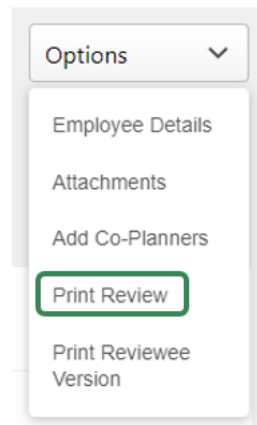 Options
Employee Details
Attachments
Add Co-Planners
Print Review
Print Reviewee
Version